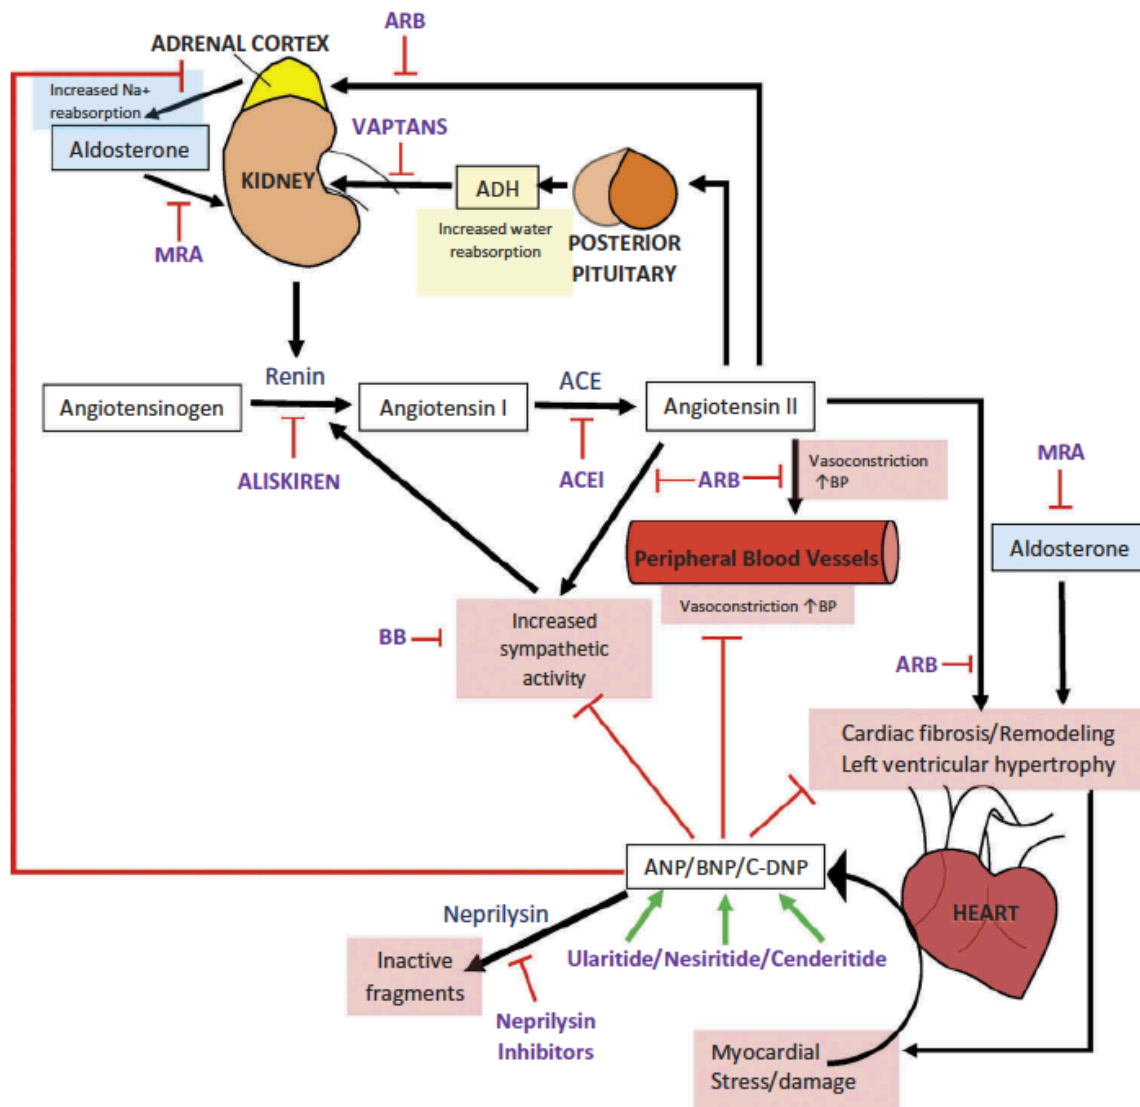 ARB
ADRENAL CORTEX
Increased Na+
reabsorption
Aldosterone
VAPTANS
KIDNEY
ADH
Increased water
reabsorption
POSTERIOR
PITUITARY
MRA
Renin
ACE
Angiotensinogen
Angiotensin I
Angiotensin II
ALISKIREN
ACEI
ARB
Vasoconstriction
↑BP
MRA
Aldosterone
Peripheral Blood Vessels
Vasoconstriction ↑BP
BB
Increased
sympathetic
activity
ARB
Cardiac fibrosis/Remodeling
Left ventricular hypertrophy
ANP/BNP/C-DNP
HEART
Neprilysin
Ularitide/Nesiritide/Cenderitide
Inactive
fragments
Neprilysin
Inhibitors
Myocardial
Stress/damage